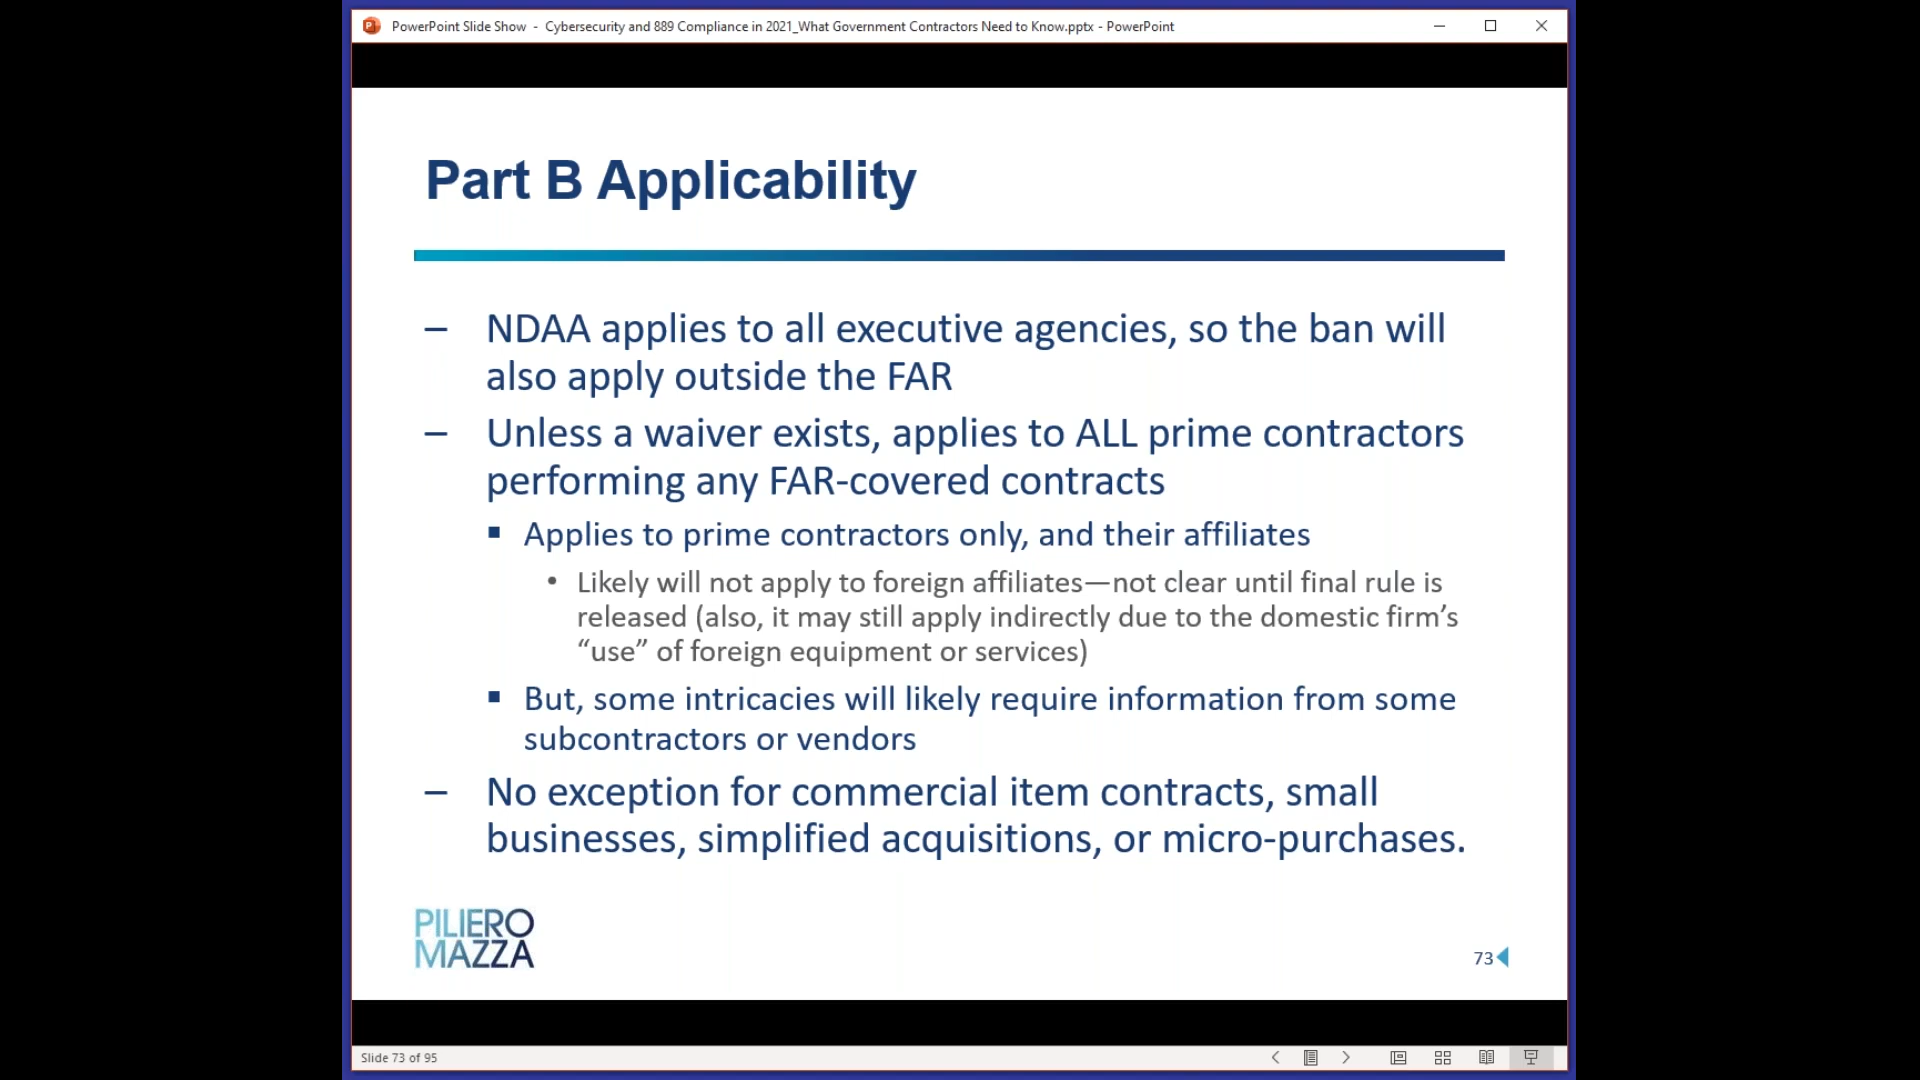 PowerPoint Slide Show - Cybersecurity and 889 Compliance in 2021_What Government Contractors Need to Know.pptx - PowerPoint
Part B Applicability
– NDAA applies to all executive agencies, so the ban will
also apply outside the FAR
– Unless a waiver exists, applies to ALL prime contractors
performing any FAR-covered contracts
▪ Applies to prime contractors only, and their affiliates
• Likely will not apply to foreign affiliates—not clear until final rule is
released (also, it may still apply indirectly due to the domestic firm’s
“use” of foreign equipment or services)
▪ But, some intricacies will likely require information from some
subcontractors or vendors
– No exception for commercial item contracts, small
businesses, simplified acquisitions, or micro-purchases.
PILIERO
MAZZA
73
Slide 73 of 95